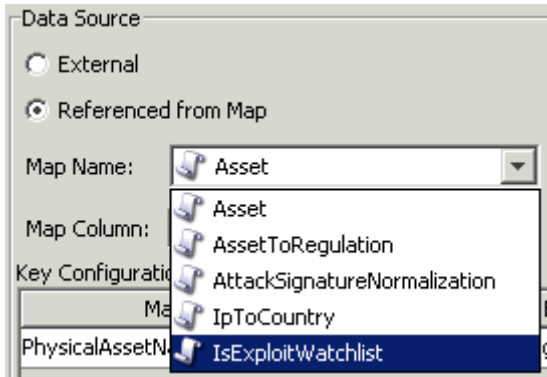 Data Source
External
Referenced from Map
Map Name: Asset
Asset
Map Column:
AssetToRegulation
Key Configuratio
AttackSignatureNormalization
Ma
IpToCountry
PhysicalAssetN
IsExploitWatchlist